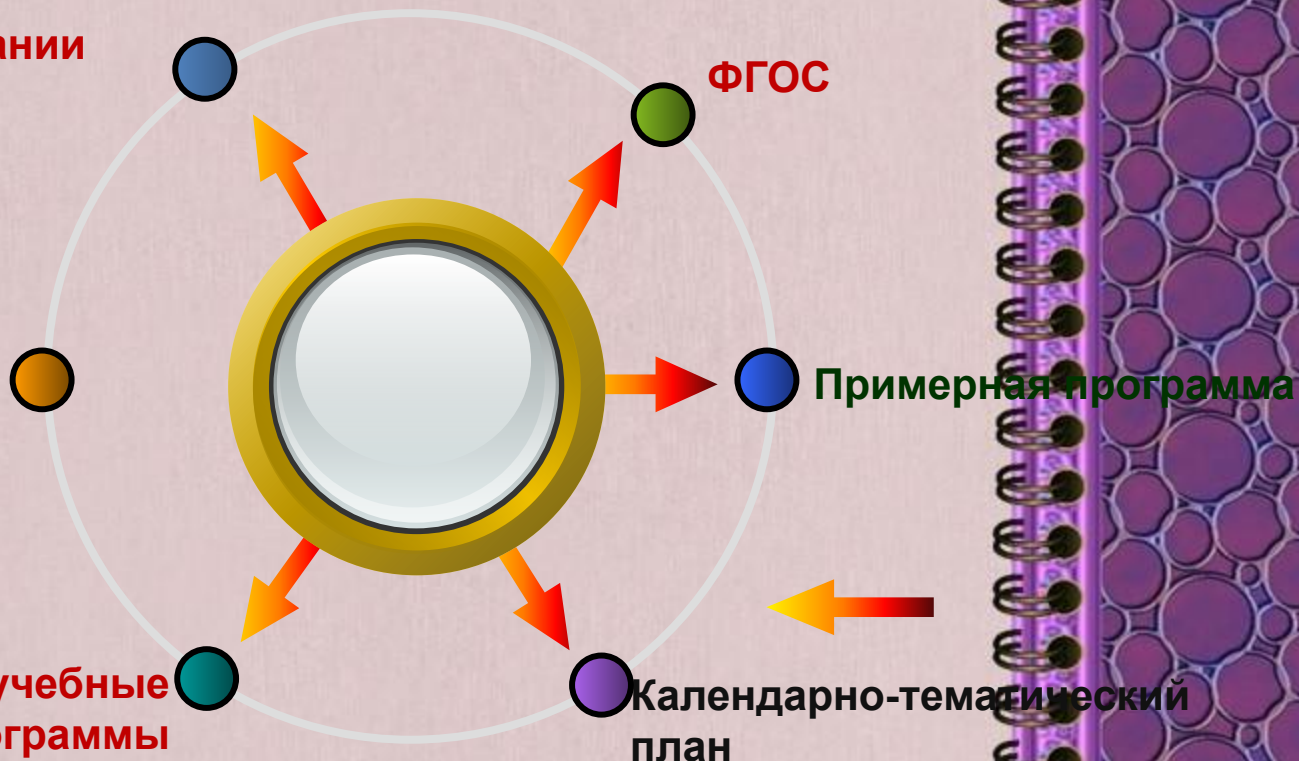 ании
ФГОС
Примерная программа
учебные
ограммы
Календарно-тематический
план